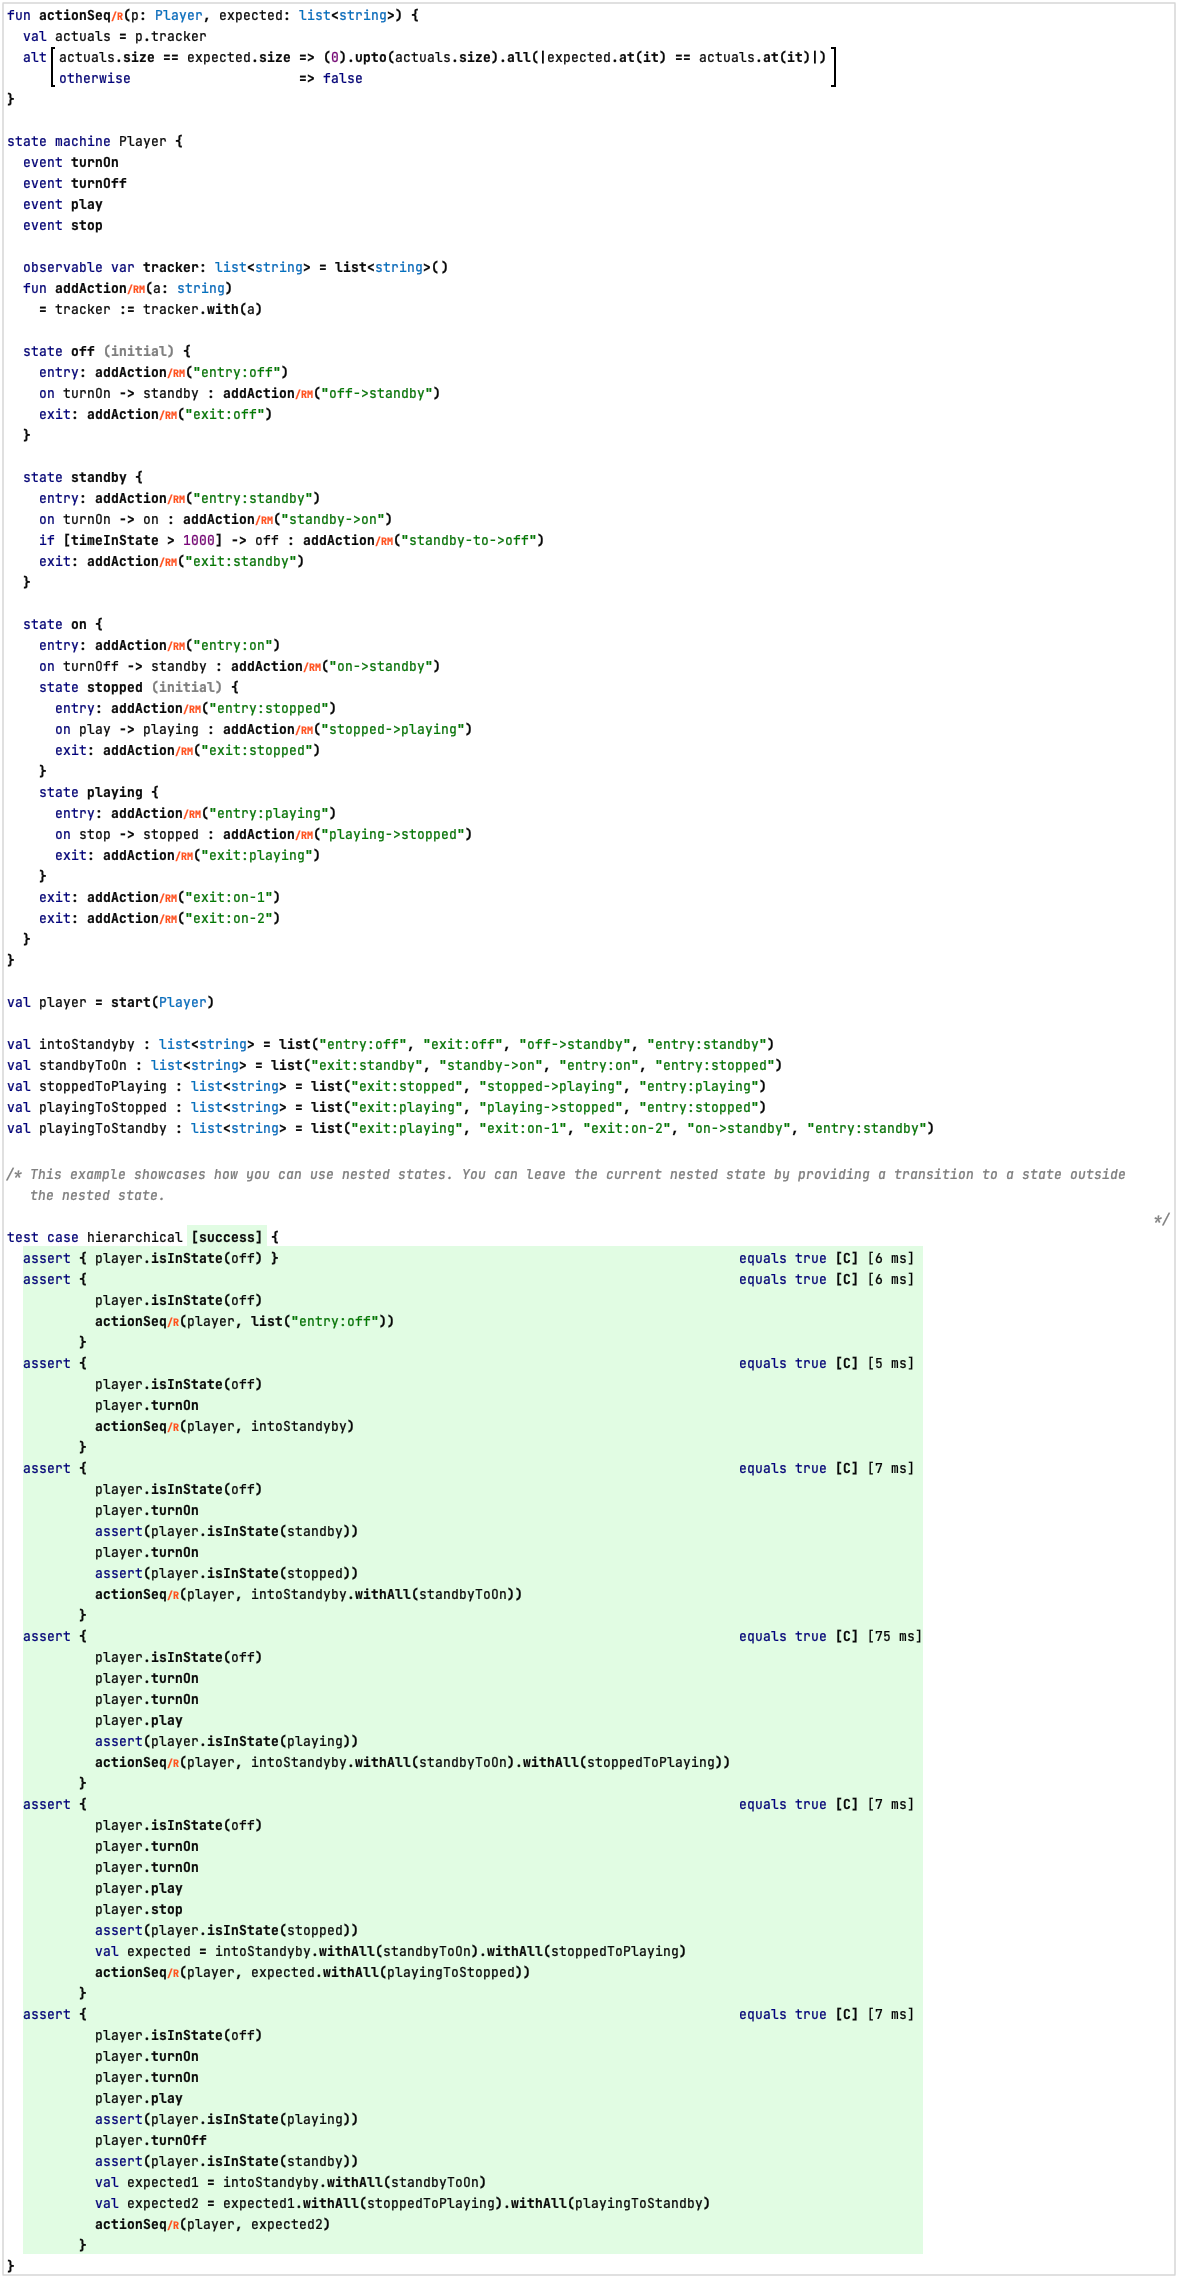 fun actionSeq/R(p: Player, expected: list<string>) {
  val actuals = p.tracker
  alt [actuals.size == expected.size => (0).upto(actuals.size).all(|expected.at(it) == actuals.at(it)|)]
      [otherwise                     => false]
}

state machine Player {
  event turnOn
  event turnOff
  event play
  event stop

  observable var tracker: list<string> = list<string>()
  fun addAction/RM(a: string)
    = tracker := tracker.with(a)

  state off (initial) {
    entry: addAction/RM("entry:off")
    on turnOn -> standby : addAction/RM("off->standby")
    exit: addAction/RM("exit:off")
  }

  state standby {
    entry: addAction/RM("entry:standby")
    on turnOn -> on : addAction/RM("standby->on")
    if [timeInState > 1000] -> off : addAction/RM("standby-to->off")
    exit: addAction/RM("exit:standby")
  }

  state on {
    entry: addAction/RM("entry:on")
    on turnOff -> standby : addAction/RM("on->standby")
    state stopped (initial) {
      entry: addAction/RM("entry:stopped")
      on play -> playing : addAction/RM("stopped->playing")
      exit: addAction/RM("exit:stopped")
    }
    state playing {
      entry: addAction/RM("entry:playing")
      on stop -> stopped : addAction/RM("playing->stopped")
      exit: addAction/RM("exit:playing")
    }
    exit: addAction/RM("exit:on-1")
    exit: addAction/RM("exit:on-2")
  }
}

val player = start(Player)

val intoStandyby : list<string> = list("entry:off", "exit:off", "off->standby", "entry:standby")
val standbyToOn : list<string> = list("exit:standby", "standby->on", "entry:on", "entry:stopped")
val stoppedToPlaying : list<string> = list("exit:stopped", "stopped->playing", "entry:playing")
val playingToStopped : list<string> = list("exit:playing", "playing->stopped", "entry:stopped")
val playingToStandby : list<string> = list("exit:playing", "exit:on-1", "exit:on-2", "on->standby", "entry:standby")

/* This example showcases how you can use nested states. You can leave the current nested state by providing a transition to a state outside
   the nested state.
*/
test case hierarchical [success] {
  assert { player.isInState(off) } equals true [C] [6 ms]
  assert { equals true [C] [6 ms]
           player.isInState(off)
           actionSeq/R(player, list("entry:off"))
         }
  assert { equals true [C] [5 ms]
           player.isInState(off)
           player.turnOn
           actionSeq/R(player, intoStandyby)
         }
  assert { equals true [C] [7 ms]
           player.isInState(off)
           player.turnOn
           assert(player.isInState(standby))
           player.turnOn
           assert(player.isInState(stopped))
           actionSeq/R(player, intoStandyby.withAll(standbyToOn))
         }
  assert { equals true [C] [75 ms]
           player.isInState(off)
           player.turnOn
           player.turnOn
           player.play
           assert(player.isInState(playing))
           actionSeq/R(player, intoStandyby.withAll(standbyToOn).withAll(stoppedToPlaying))
         }
  assert { equals true [C] [7 ms]
           player.isInState(off)
           player.turnOn
           player.turnOn
           player.play
           player.stop
           assert(player.isInState(stopped))
           val expected = intoStandyby.withAll(standbyToOn).withAll(stoppedToPlaying)
           actionSeq/R(player, expected.withAll(playingToStopped))
         }
  assert { equals true [C] [7 ms]
           player.isInState(off)
           player.turnOn
           player.turnOn
           player.play
           assert(player.isInState(playing))
           player.turnOff
           assert(player.isInState(standby))
           val expected1 = intoStandyby.withAll(standbyToOn)
           val expected2 = expected1.withAll(stoppedToPlaying).withAll(playingToStandby)
           actionSeq/R(player, expected2)
         }
}